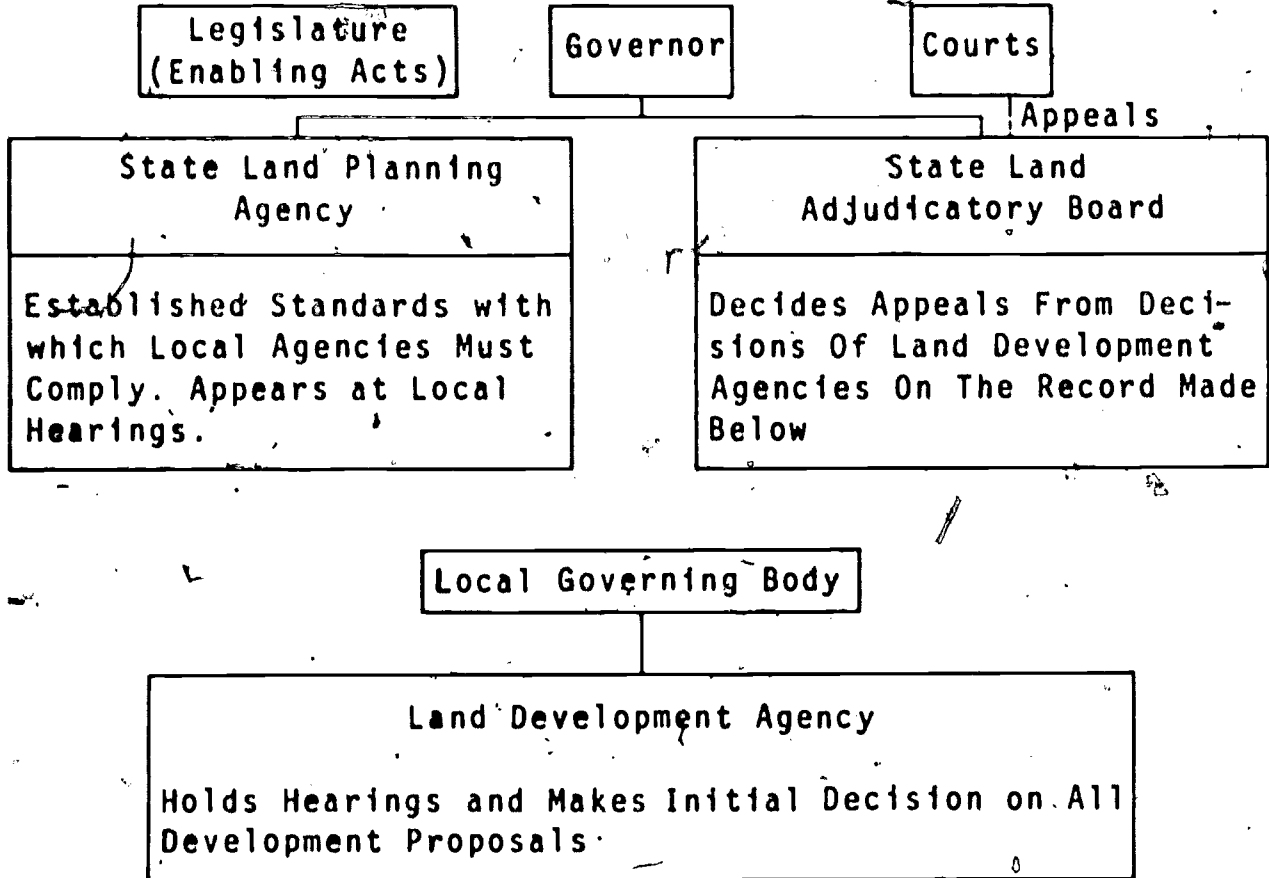 Legislature
(Enabling Acts)
Governor
Courts
Appeals
State Land Planning
Agency
Established Standards with
which Local Agencies Must
Comply. Appears at Local
Hearings.
State Land
Adjudicatory Board
Decides Appeals From Deci-
sions Of Land Development
Agencies On The Record Made
Below
Local Governing Body
Land Development Agency
Holds Hearings and Makes Initial Decision on All
Development Proposals